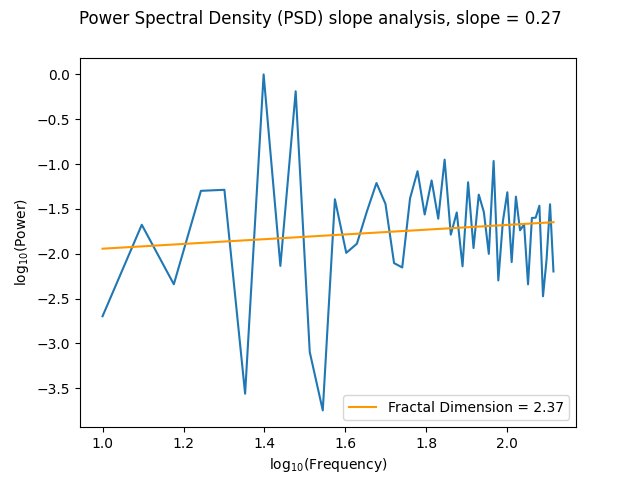 Power Spectral Density (PSD) slope analysis, slope = 0.27
0.0
−0.5
−1.0
−1.5
−2.0
−2.5
−3.0
−3.5
log₁₀(Power)
Fractal Dimension = 2.37
1.0 1.2 1.4 1.6 1.8 2.0
log₁₀(Frequency)